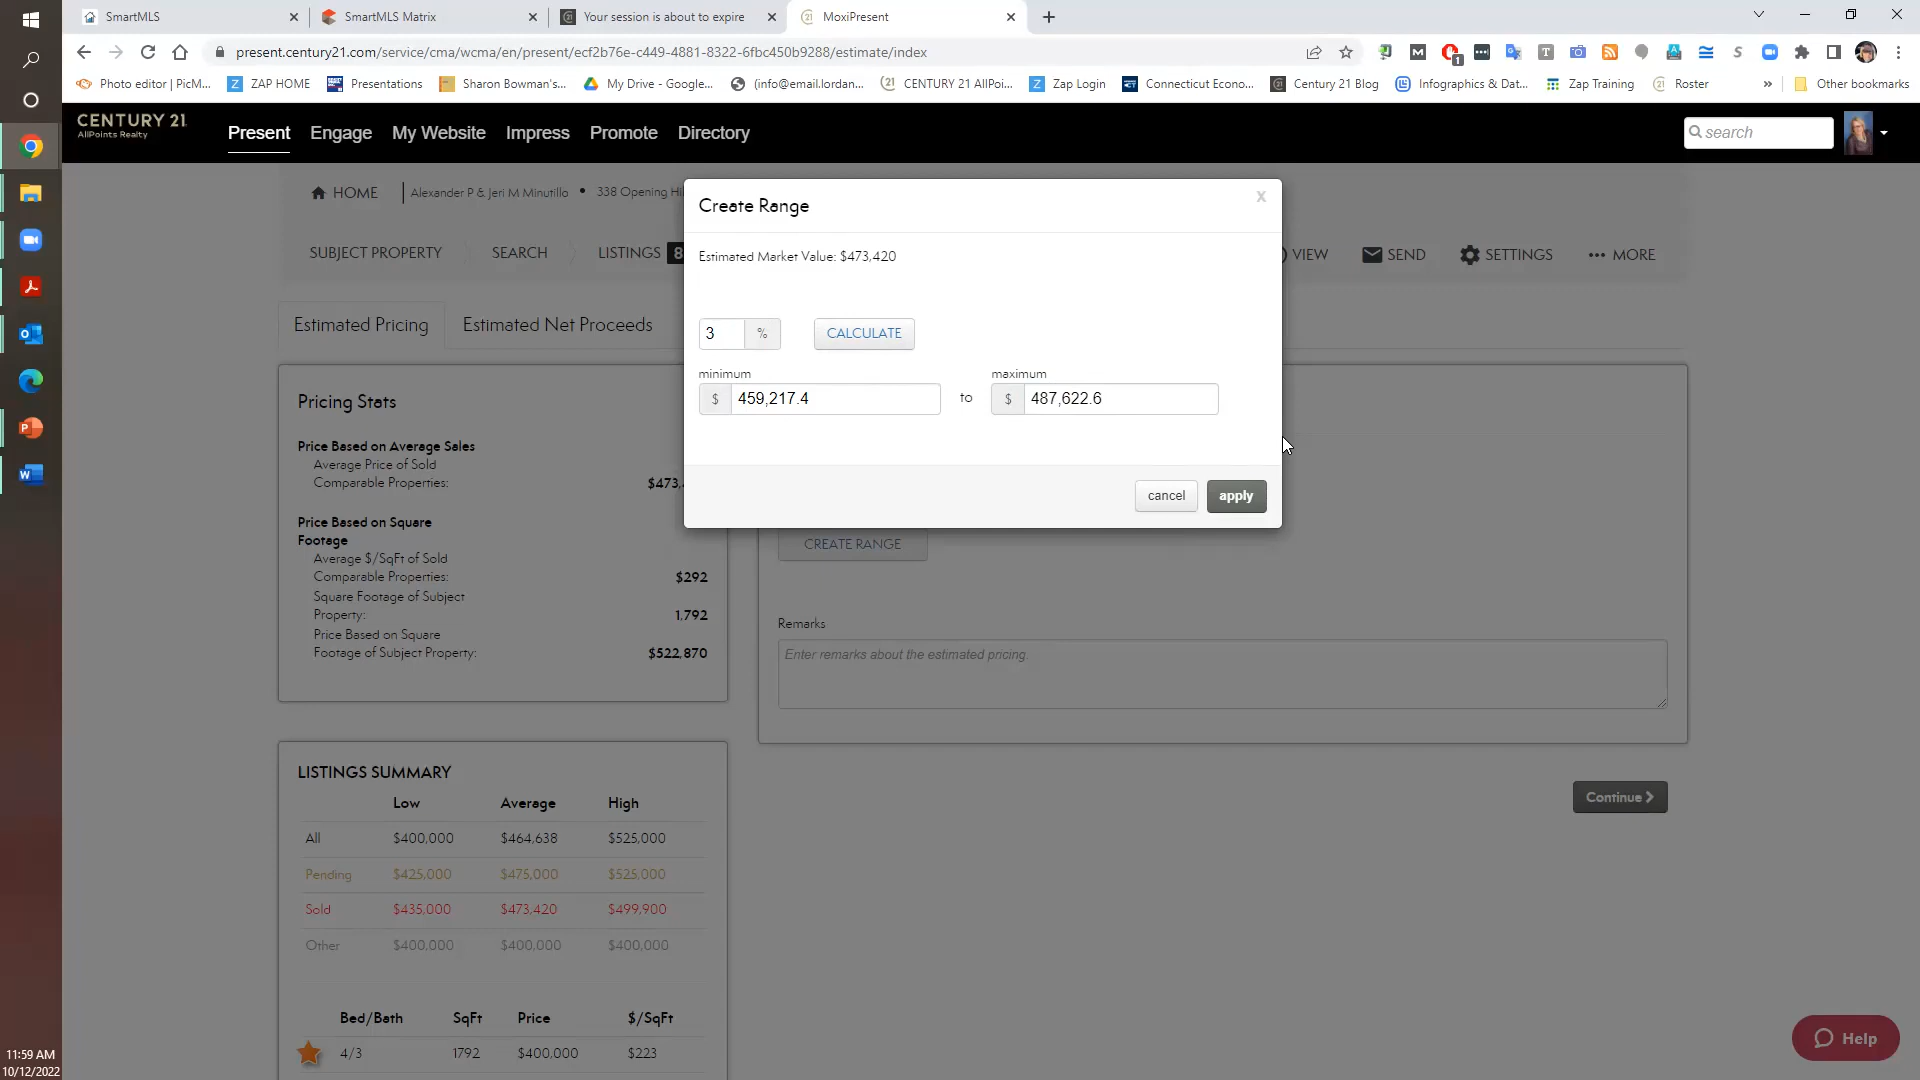 SmartMLS
SmartMLS Matrix
Your session is about to expire
MoxiPresent
present.century21.com/service/cma/wcma/en/present/ecf2b76e-c449-4881-8322-6fbc450b9288/estimate/index
Photo editor | PicM...
ZAP HOME
Presentations
Sharon Bowman's...
My Drive - Google...
(info@email.lordan...
CENTURY 21 AllPoi...
Zap Login
Connecticut Econo...
Century 21 Blog
Infographics & Dat...
Zap Training
Roster
»
Other bookmarks
CENTURY 21
AllPoints Realty
Present
Engage
My Website
Impress
Promote
Directory
search
HOME
Alexander P & Jeri M Minutillo • 338 Opening Hi
SUBJECT PROPERTY
SEARCH
LISTINGS 8
VIEW
SEND
SETTINGS
MORE
Create Range
x
Estimated Market Value: $473,420
3 %
CALCULATE
minimum
maximum
$ 459,217.4
to
$ 487,622.6
cancel
apply
Estimated Pricing
Estimated Net Proceeds
Pricing Stats
Price Based on Average Sales
Average Price of Sold
Comparable Properties: $473,
Price Based on Square
Footage
Average $/SqFt of Sold
Comparable Properties: $292
Square Footage of Subject
Property: 1,792
Price Based on Square
Footage of Subject Property: $522,870
CREATE RANGE
Remarks
Enter remarks about the estimated pricing.
Continue
LISTINGS SUMMARY
Low Average High
All $400,000 $464,638 $525,000
Pending $425,000 $475,000 $525,000
Sold $435,000 $473,420 $499,900
Other $400,000 $400,000 $400,000
Bed/Bath SqFt Price $/SqFt
4/3 1792 $400,000 $223
Help
11:59 AM
10/12/2022